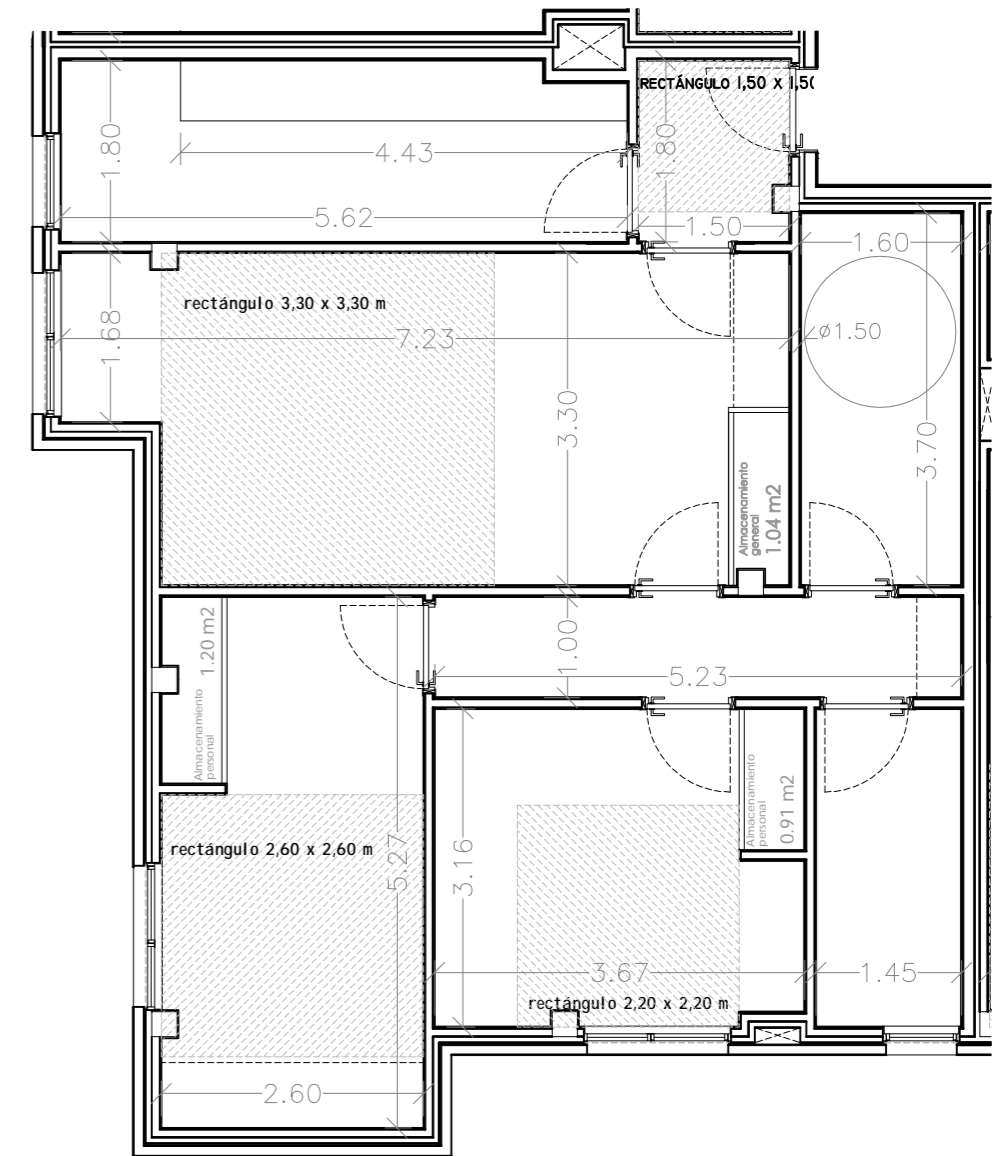 RECTÁNGULO 1,50 X 1,50
1.80
4.43
1.80
5.62
1.50
1.60
rectángulo 3,30 x 3,30 m
1.68
7.23
ø1.50
3.30
3.70
Almacenamiento
general
1.04 m2
Almacenamiento
personal
1.20 m2
1.00
5.23
Almacenamiento
personal
0.91 m2
rectángulo 2,60 x 2,60 m
5.27
3.16
3.67
1.45
rectángulo 2,20 x 2,20 m
2.60